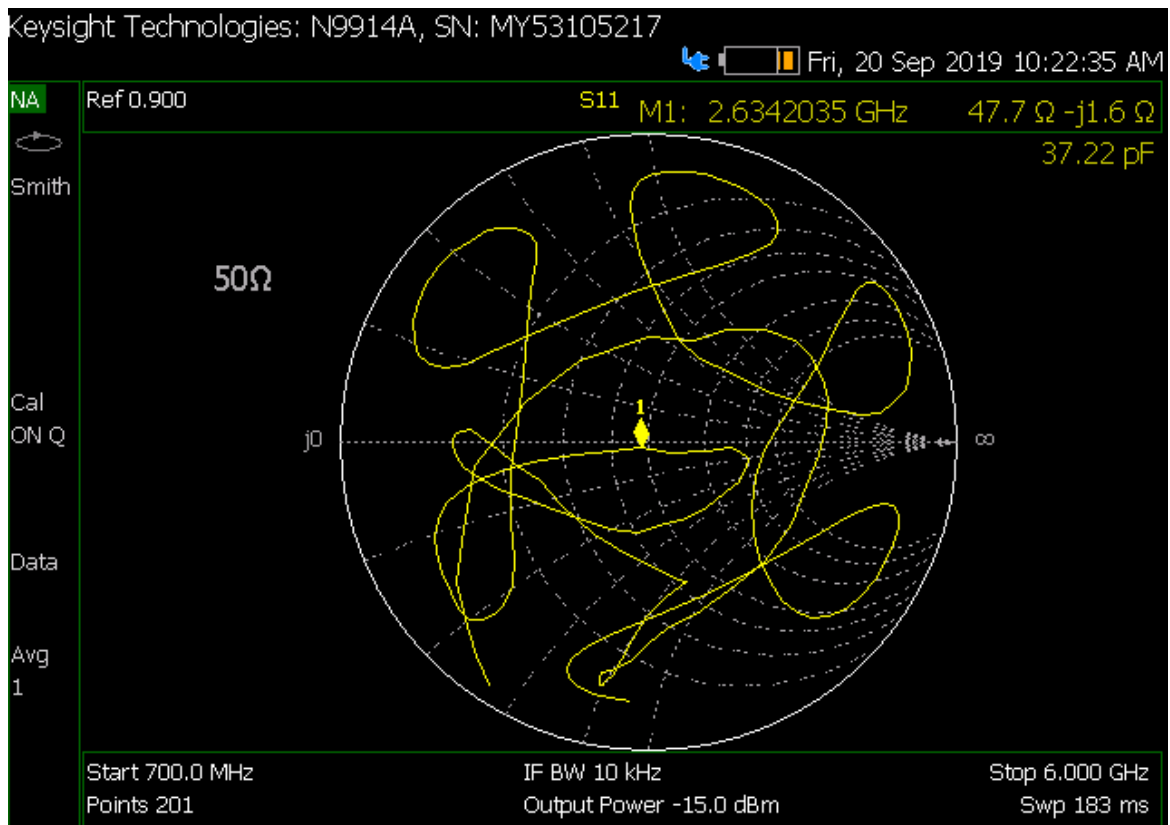 Keysight Technologies: N9914A, SN: MY53105217
Fri, 20 Sep 2019 10:22:35 AM
NA
Ref 0.900
S11 M1: 2.6342035 GHz 47.7 Ω -j1.6 Ω
37.22 pF
Smith
50Ω
1
Cal
ON Q
j0
∞
Data
Avg
1
Start 700.0 MHz IF BW 10 kHz Stop 6.000 GHz
Points 201 Output Power -15.0 dBm Swp 183 ms